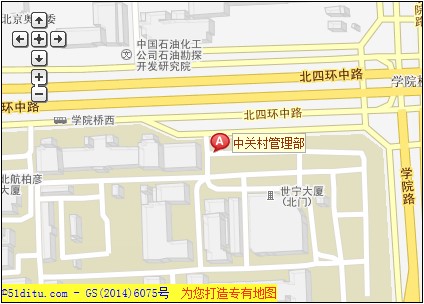 北京奥
委
中国石油化工
公司石油勘探
开发研究院
院路
北四环中路
学院桥
环中路
北四环中路
学院桥西
A
中关村管理部
北航柏彦
大厦
世宁大厦
(北门)
学院路
51ditu.com - GS(2014)6075号 为您打造专有地图